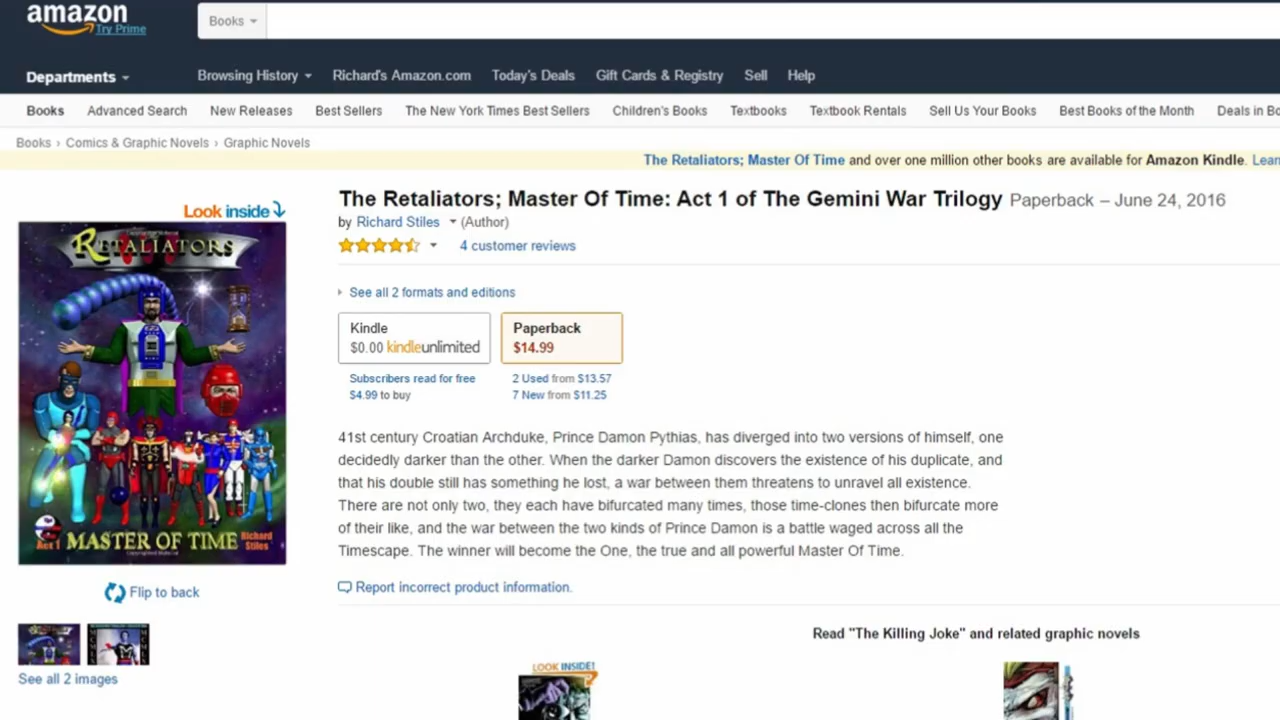 amazon
Try Prime
Books
Departments
Browsing History
Richard's Amazon.com
Today's Deals
Gift Cards & Registry
Sell
Help
Books
Advanced Search
New Releases
Best Sellers
The New York Times Best Sellers
Children's Books
Textbooks
Textbook Rentals
Sell Us Your Books
Best Books of the Month
Deals in Bo
Books › Comics & Graphic Novels › Graphic Novels
The Retaliators; Master Of Time and over one million other books are available for Amazon Kindle. Lear
Look inside
RETALIATORS
Act 1
MASTER OF TIME
Richard
Stiles
Flip to back
See all 2 images
The Retaliators; Master Of Time: Act 1 of The Gemini War Trilogy Paperback – June 24, 2016
by Richard Stiles (Author)
4 customer reviews
See all 2 formats and editions
Kindle
$0.00 kindleunlimited
Subscribers read for free
$4.99 to buy
Paperback
$14.99
2 Used from $13.57
7 New from $11.25
41st century Croatian Archduke, Prince Damon Pythias, has diverged into two versions of himself, one
decidedly darker than the other. When the darker Damon discovers the existence of his duplicate, and
that his double still has something he lost, a war between them threatens to unravel all existence.
There are not only two, they each have bifurcated many times, those time-clones then bifurcate more
of their like, and the war between the two kinds of Prince Damon is a battle waged across all the
Timescape. The winner will become the One, the true and all powerful Master Of Time.
Report incorrect product information.
Read "The Killing Joke" and related graphic novels
LOOK INSIDE!